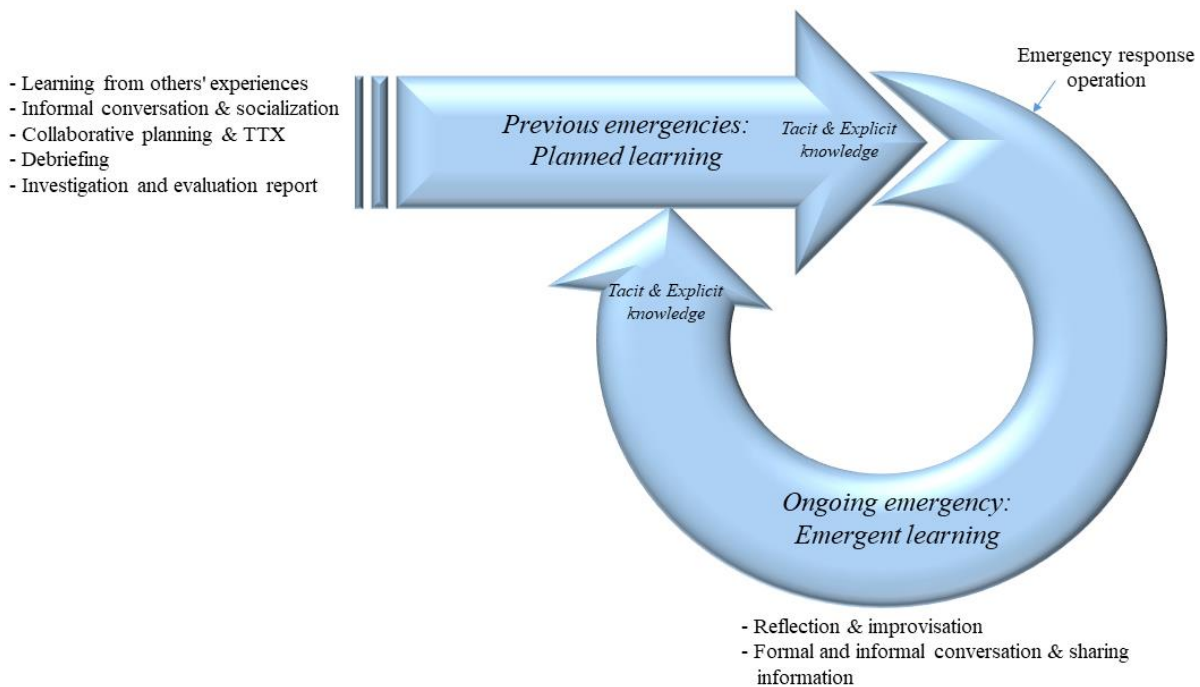 - Learning from others' experiences
- Informal conversation & socialization
- Collaborative planning & TTX
- Debriefing
- Investigation and evaluation report
Previous emergencies:
Planned learning
Tacit & Explicit
knowledge
Emergency response
operation
Tacit & Explicit
knowledge
Ongoing emergency:
Emergent learning
- Reflection & improvisation
- Formal and informal conversation & sharing
information